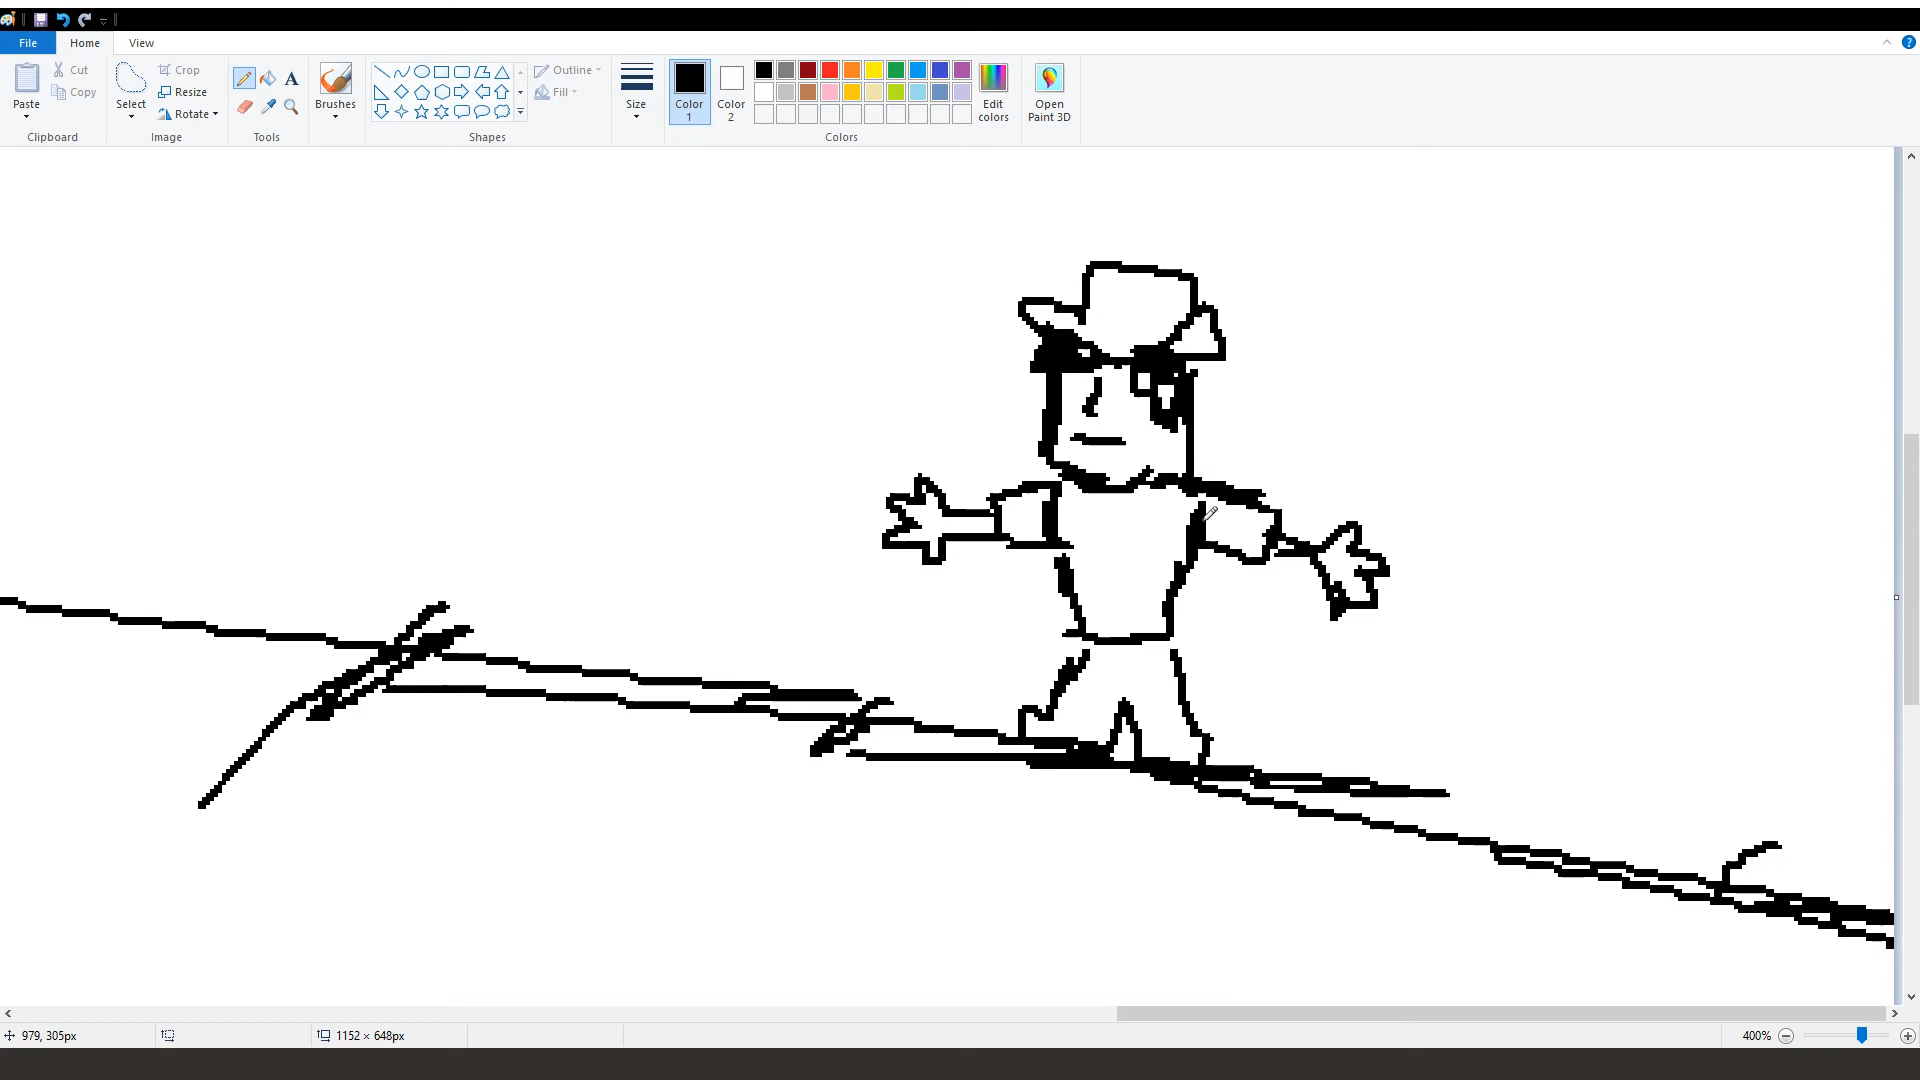 File Home View
Paste
Cut
Copy
Clipboard
Select
Crop
Resize
Rotate
Image
A
Tools
Brushes
Shapes
Outline
Fill
Size
Color 1
Color 2
Edit colors
Colors
Open Paint 3D
979, 305px
1152 × 648px
400%